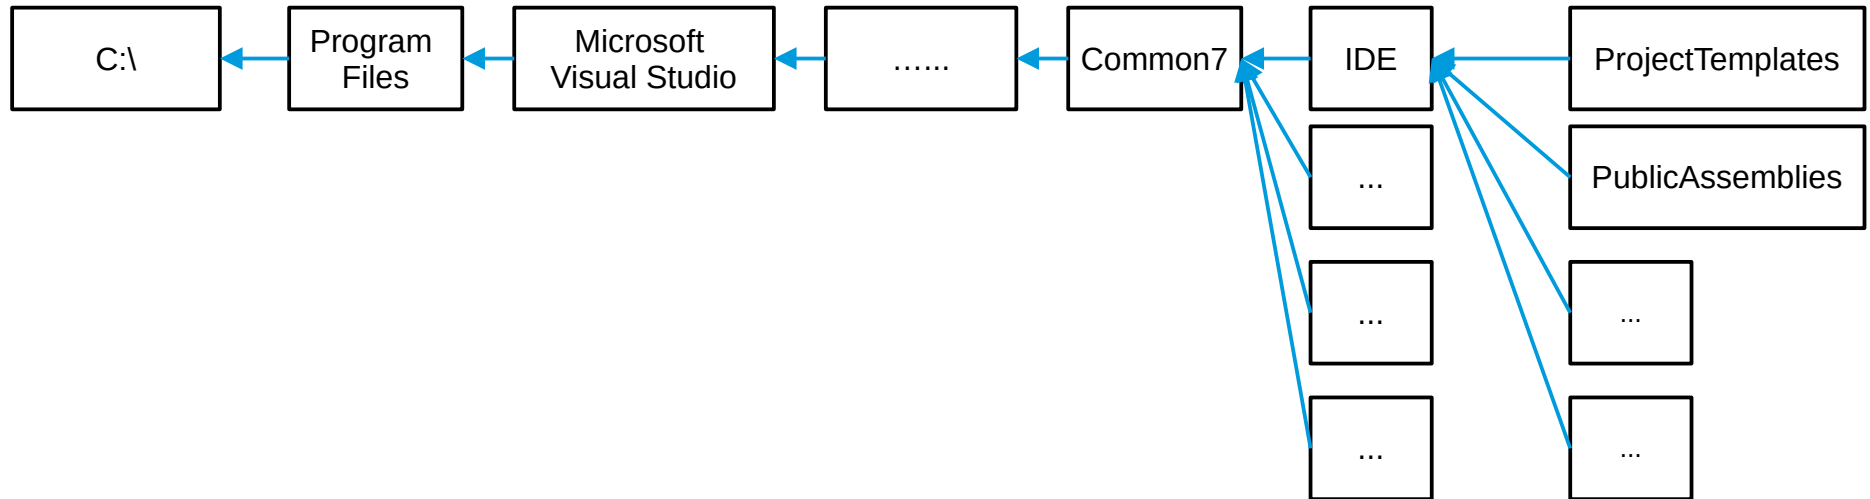 C:\
Program
Files
Microsoft
Visual Studio
…...
Common7
IDE
ProjectTemplates
...
PublicAssemblies
...
...
...
...